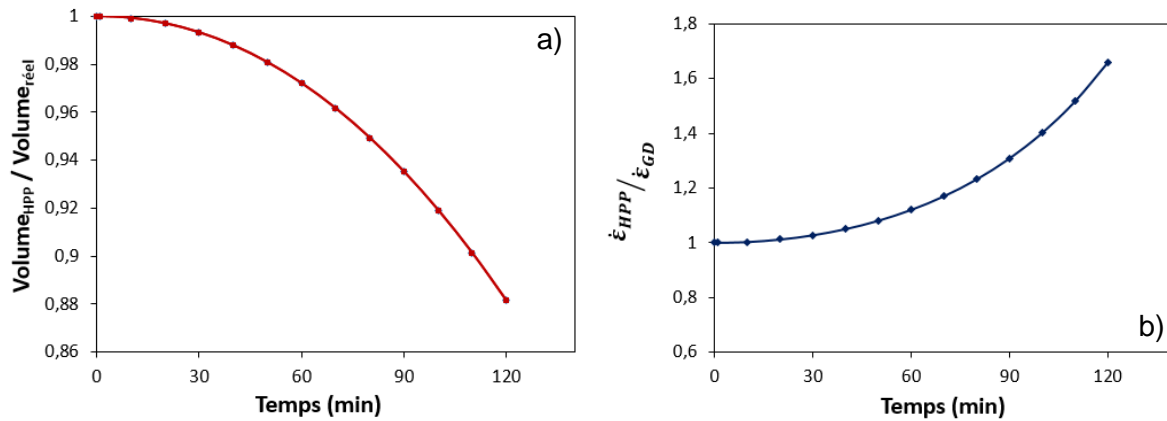 a)
Volume_HPP / Volume_réel
1
0,98
0,96
0,94
0,92
0,9
0,88
0,86
0 30 60 90 120
Temps (min)
b)
ε̇_HPP/ε̇_GD
1,8
1,6
1,4
1,2
1
0,8
0,6
0 30 60 90 120
Temps (min)